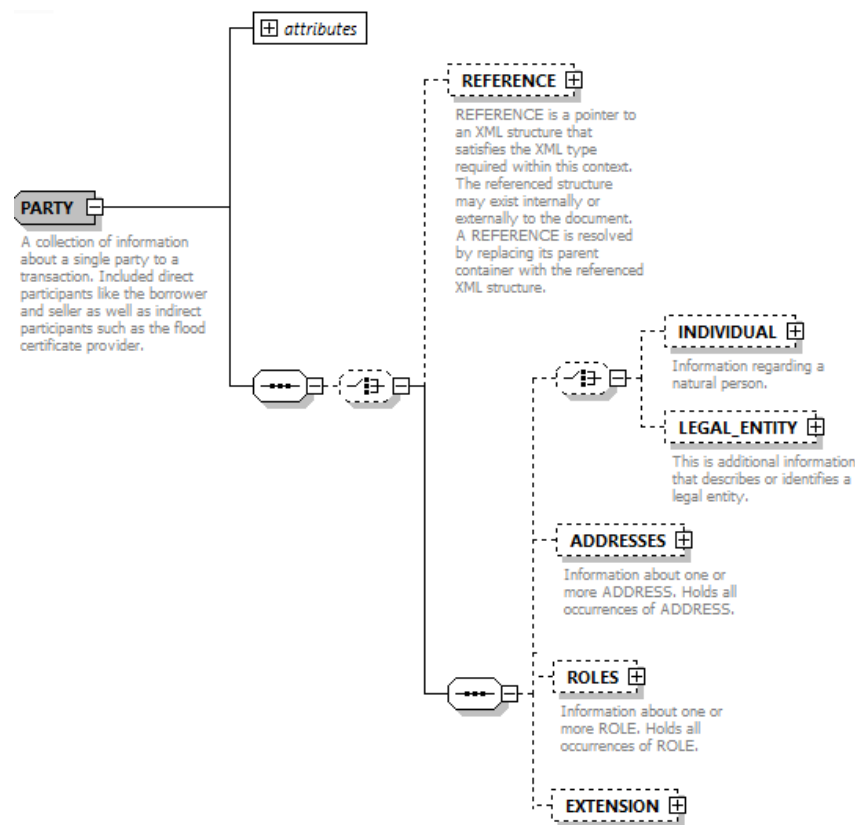 attributes
REFERENCE
REFERENCE is a pointer to
an XML structure that
satisfies the XML type
required within this context.
The referenced structure
may exist internally or
externally to the document.
A REFERENCE is resolved
by replacing its parent
container with the referenced
XML structure.
PARTY
A collection of information
about a single party to a
transaction. Included direct
participants like the borrower
and seller as well as indirect
participants such as the flood
certificate provider.
INDIVIDUAL
Information regarding a
natural person.
LEGAL_ENTITY
This is additional information
that describes or identifies a
legal entity.
ADDRESSES
Information about one or
more ADDRESS. Holds all
occurrences of ADDRESS.
ROLES
Information about one or
more ROLE. Holds all
occurrences of ROLE.
EXTENSION